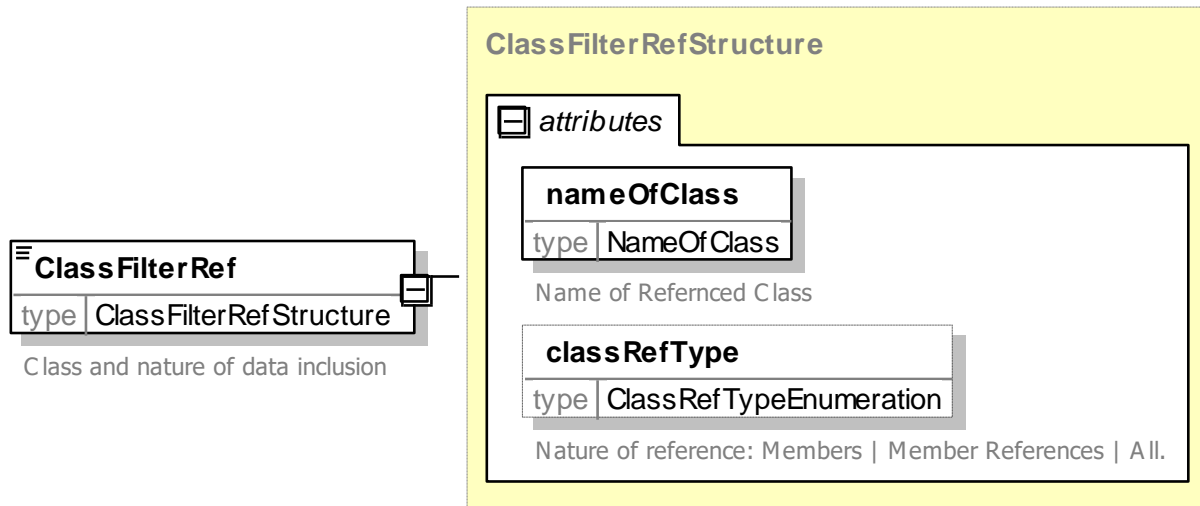 ClassFilterRefStructure
attributes
nameOfClass
type NameOfClass
Name of Refernced Class
ClassFilterRef
type ClassFilterRefStructure
Class and nature of data inclusion
classRefType
type ClassRefTypeEnumeration
Nature of reference: Members | Member References | All.